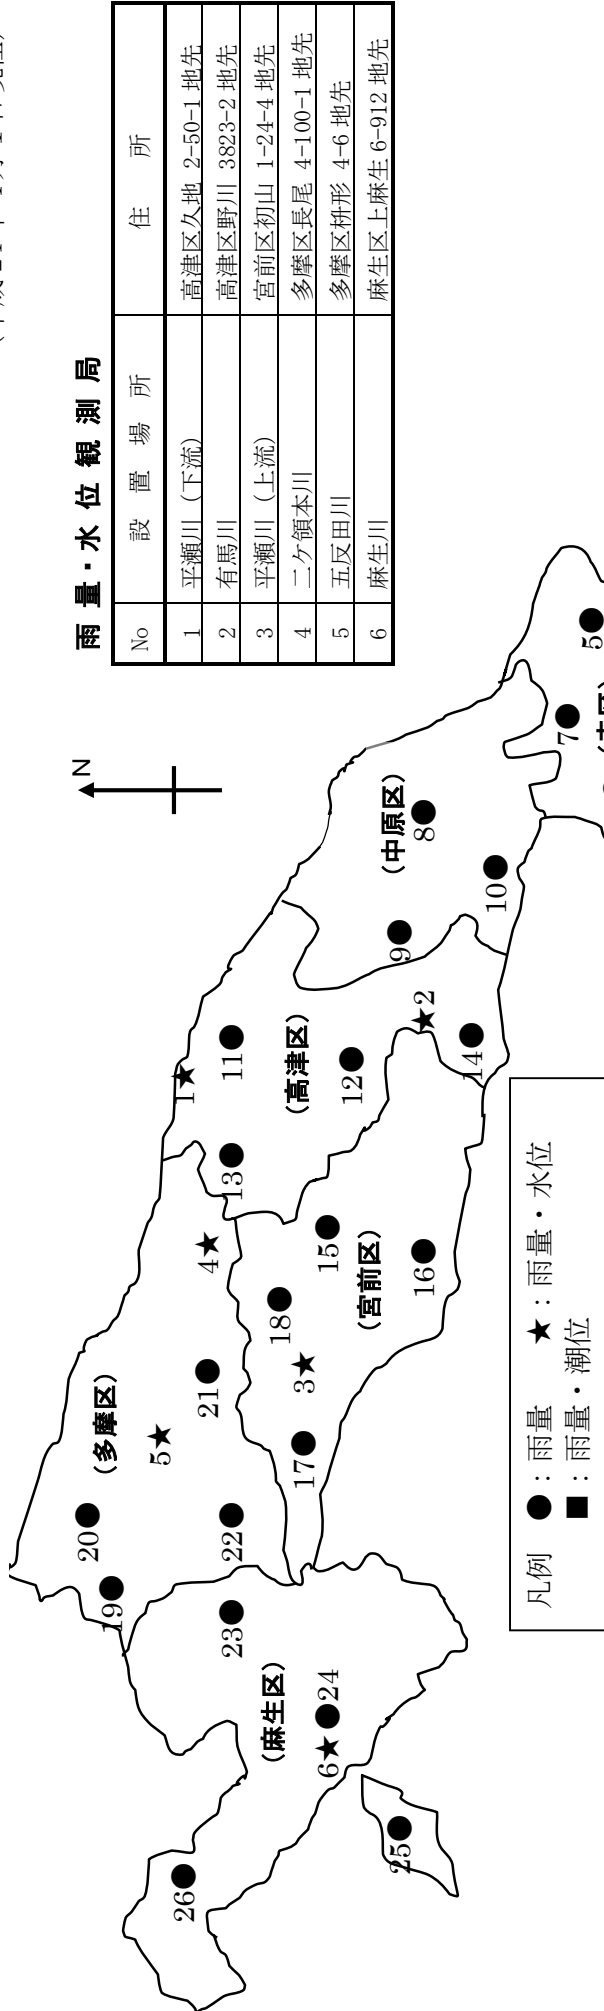 雨量・水位観測局
No 設置場所 住所
1 平瀬川（下流） 高津区久地 2-50-1 地先
2 有馬川 高津区野川 3823-2 地先
3 平瀬川（上流） 宮前区初山 1-24-4 地先
4 二ケ領本川 多摩区長尾 4-100-1 地先
5 五反田川 多摩区枡形 4-6 地先
6 麻生川 麻生区上麻生 6-912 地先
N
20
19
（多摩区）
5
21
22
4
1
11
13
（高津区）
12
2
14
（中原区）
8
9
10
7
5
26
23
（麻生区）
6
24
25
18
15
3
17
（宮前区）
16
凡例 ●：雨量 ★：雨量・水位
■：雨量・潮位